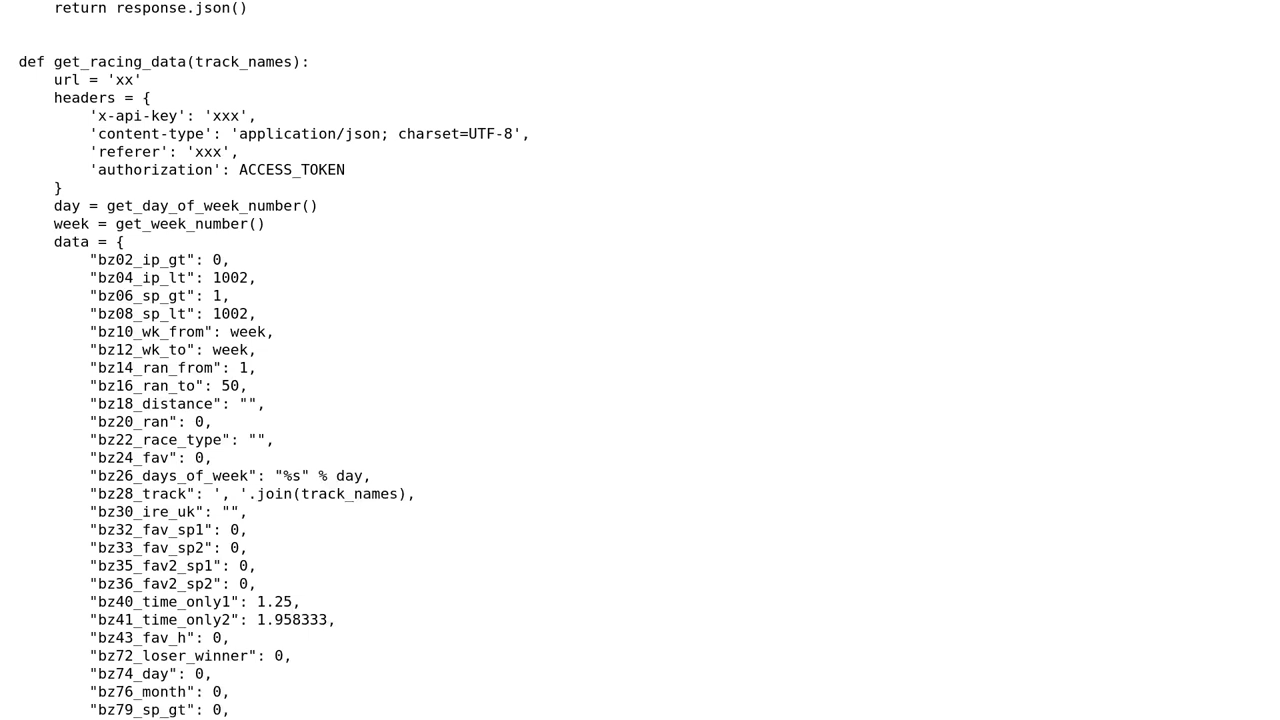 return response.json()


def get_racing_data(track_names):
    url = 'xx'
    headers = {
        'x-api-key': 'xxx',
        'content-type': 'application/json; charset=UTF-8',
        'referer': 'xxx',
        'authorization': ACCESS_TOKEN
    }
    day = get_day_of_week_number()
    week = get_week_number()
    data = {
        "bz02_ip_gt": 0,
        "bz04_ip_lt": 1002,
        "bz06_sp_gt": 1,
        "bz08_sp_lt": 1002,
        "bz10_wk_from": week,
        "bz12_wk_to": week,
        "bz14_ran_from": 1,
        "bz16_ran_to": 50,
        "bz18_distance": "",
        "bz20_ran": 0,
        "bz22_race_type": "",
        "bz24_fav": 0,
        "bz26_days_of_week": "%s" % day,
        "bz28_track": ', '.join(track_names),
        "bz30_ire_uk": "",
        "bz32_fav_sp1": 0,
        "bz33_fav_sp2": 0,
        "bz35_fav2_sp1": 0,
        "bz36_fav2_sp2": 0,
        "bz40_time_only1": 1.25,
        "bz41_time_only2": 1.958333,
        "bz43_fav_h": 0,
        "bz72_loser_winner": 0,
        "bz74_day": 0,
        "bz76_month": 0,
        "bz79_sp_gt": 0,